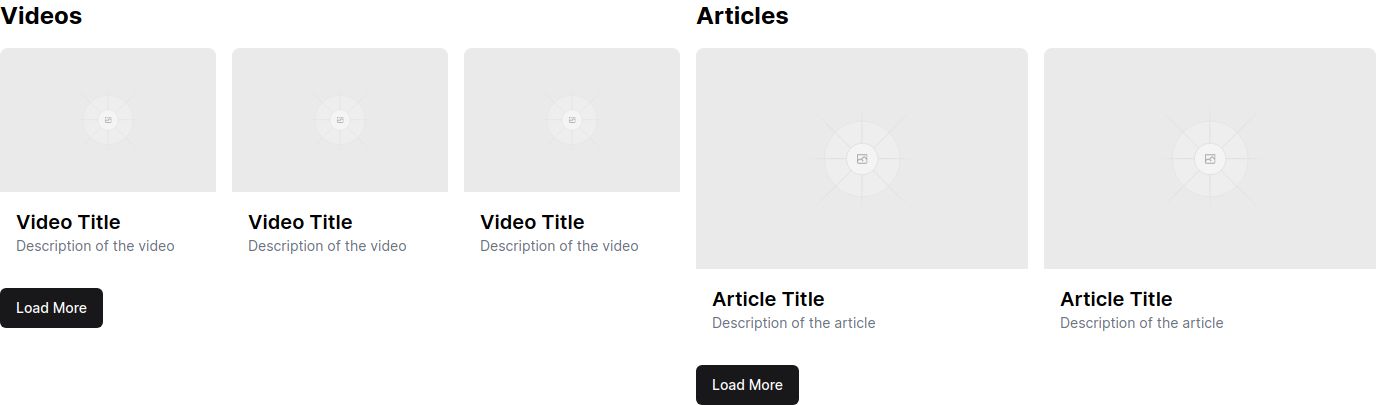 Videos
Video Title
Description of the video
Video Title
Description of the video
Video Title
Description of the video
Load More
Articles
Article Title
Description of the article
Article Title
Description of the article
Load More